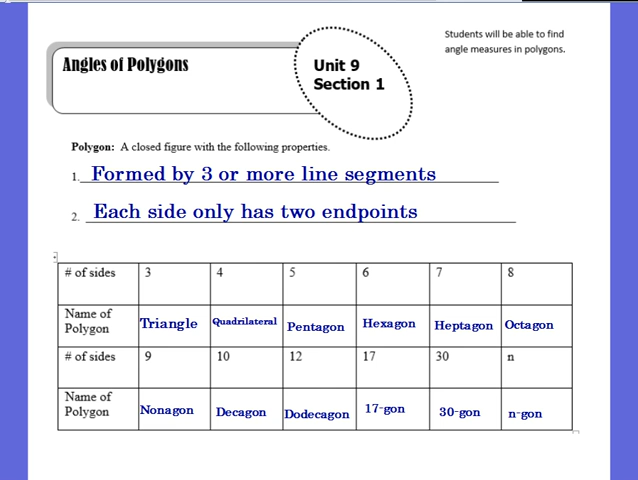 Students will be able to find
angle measures in polygons.
Angles of Polygons
Unit 9
Section 1
Polygon: A closed figure with the following properties.
1. Formed by 3 or more line segments
2. Each side only has two endpoints
# of sides 3 4 5 6 7 8
Name of
Polygon Triangle Quadrilateral Pentagon Hexagon Heptagon Octagon
# of sides 9 10 12 17 30 n
Name of
Polygon Nonagon Decagon Dodecagon 17-gon 30-gon n-gon